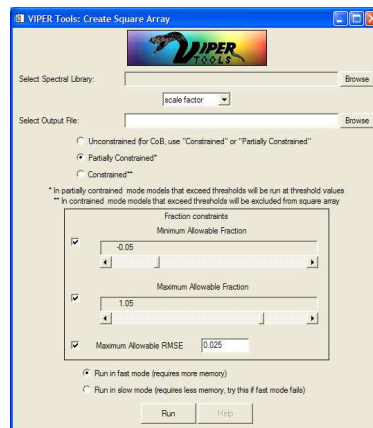 VIPER Tools: Create Square Array
VIPER
TOOLS
Select Spectral Library:
Browse
scale factor
Select Output File:
Browse
Unconstrained (for CoB, use "Constrained" or "Partially Constrained"
Partially Constrained*
Constrained**
* In partially contrained mode models that exceed thresholds will be run at threshold values
** In contrained mode models that exceed thresholds will be excluded from square array
Fraction constraints
Minimum Allowable Fraction
-0.05
Maximum Allowable Fraction
1.05
Maximum Allowable RMSE 0.025
Run in fast mode (requires more memory)
Run in slow mode (requires less memory, try this if fast mode fails)
Run Help